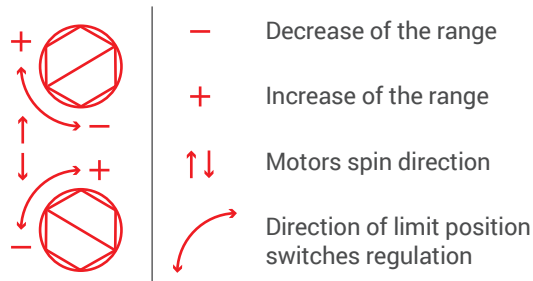 +
−
↑
↓
+
−
− Decrease of the range
+ Increase of the range
↑↓ Motors spin direction
Direction of limit position
switches regulation